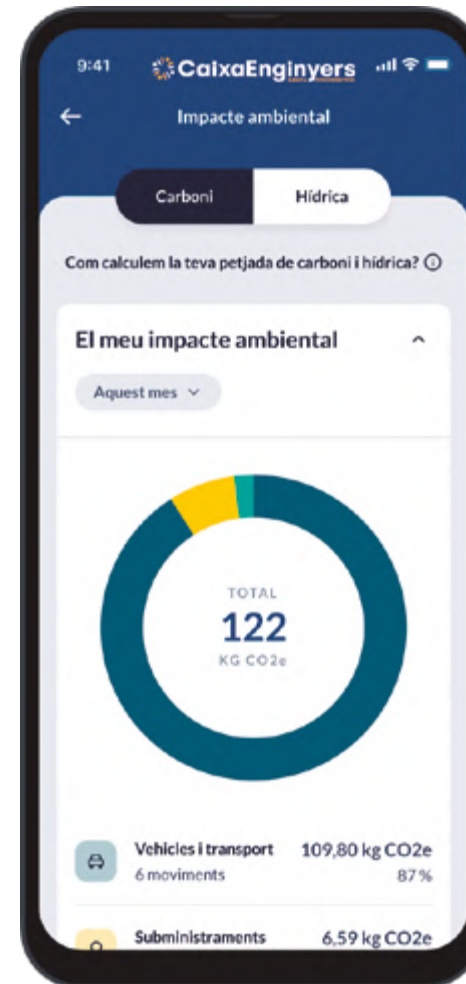 9:41
CaixaEnginyers
Impacte ambiental
Carboni
Hídrica
Com calculem la teva petjada de carboni i hídrica?
El meu impacte ambiental
Aquest mes
TOTAL
122
KG CO2e
Vehicles i transport 109,80 kg CO2e
6 moviments 87%
Subministraments 6,59 kg CO2e